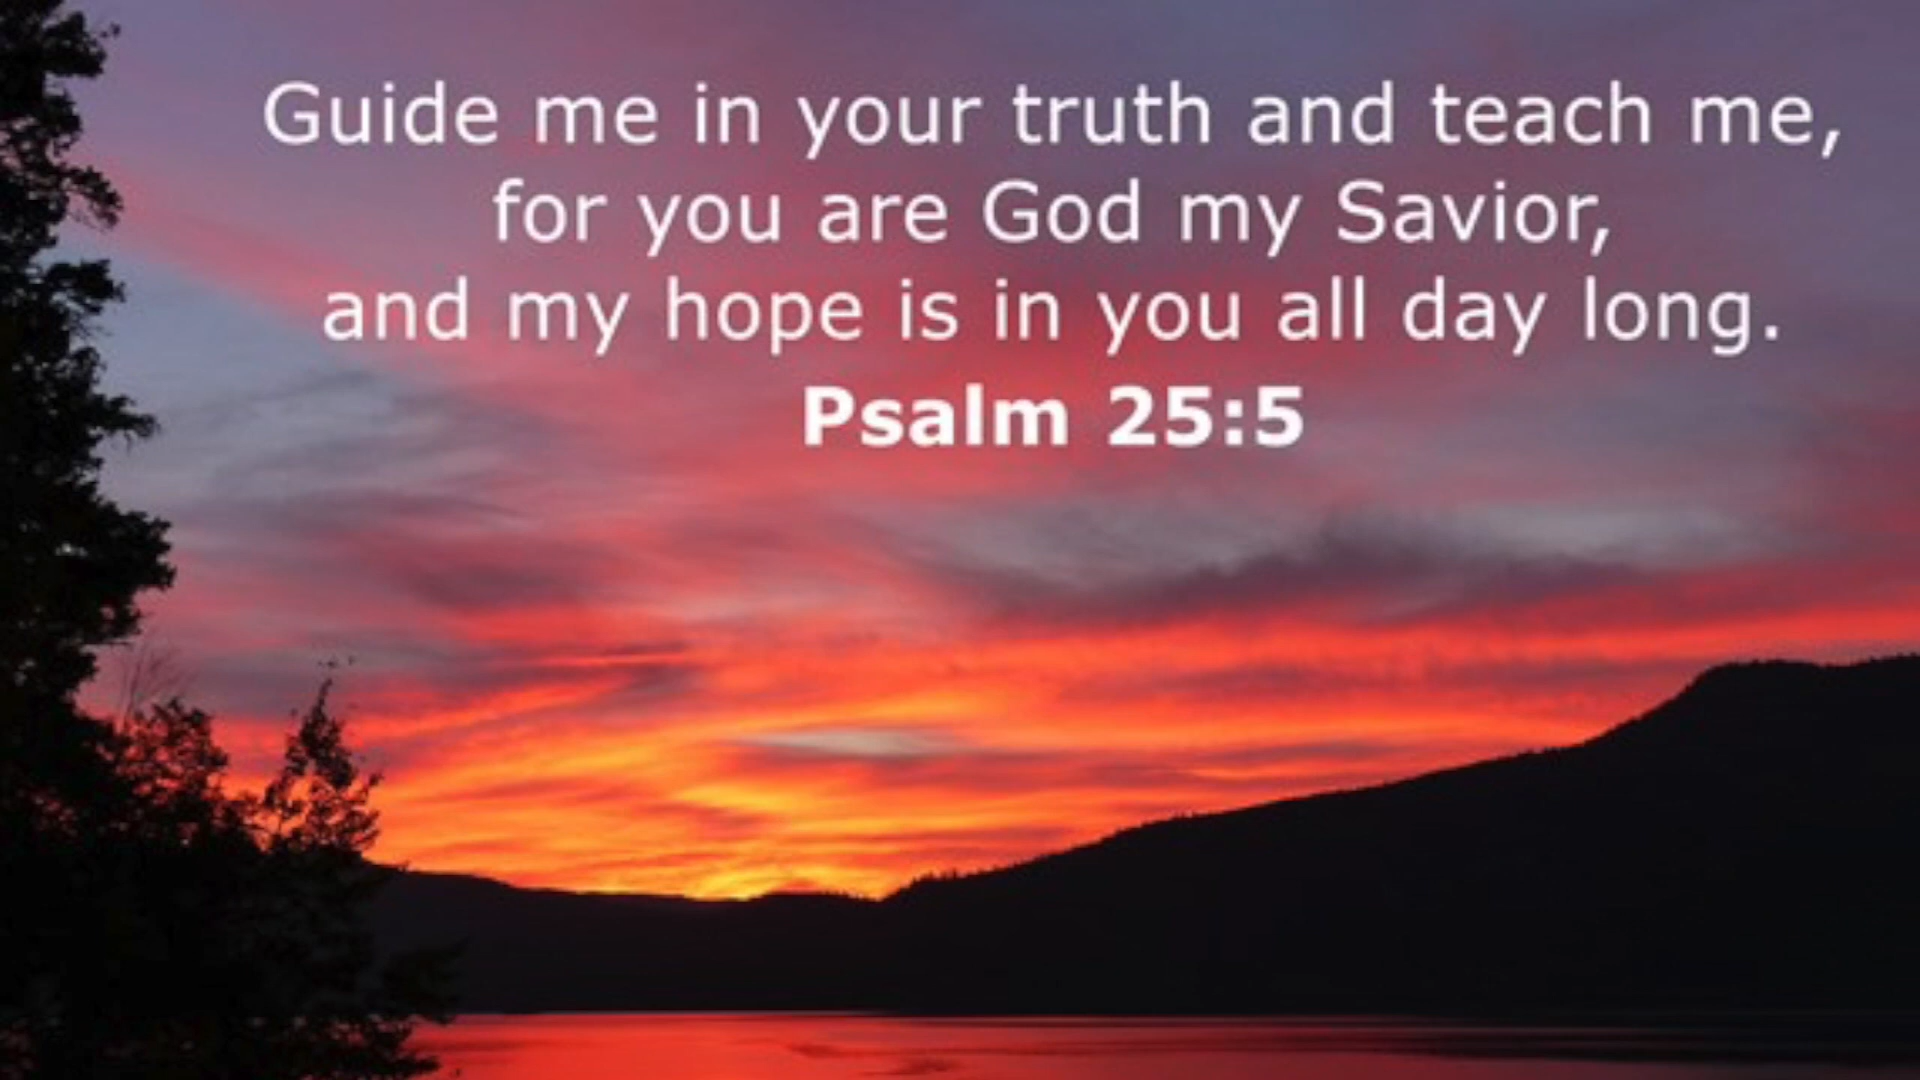 Guide me in your truth and teach me,
for you are God my Savior,
and my hope is in you all day long.
Psalm 25:5